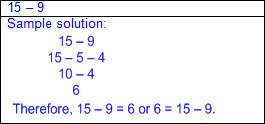 15 – 9
Sample solution:
15 – 9
15 – 5 – 4
10 – 4
6
Therefore, 15 – 9 = 6 or 6 = 15 – 9.